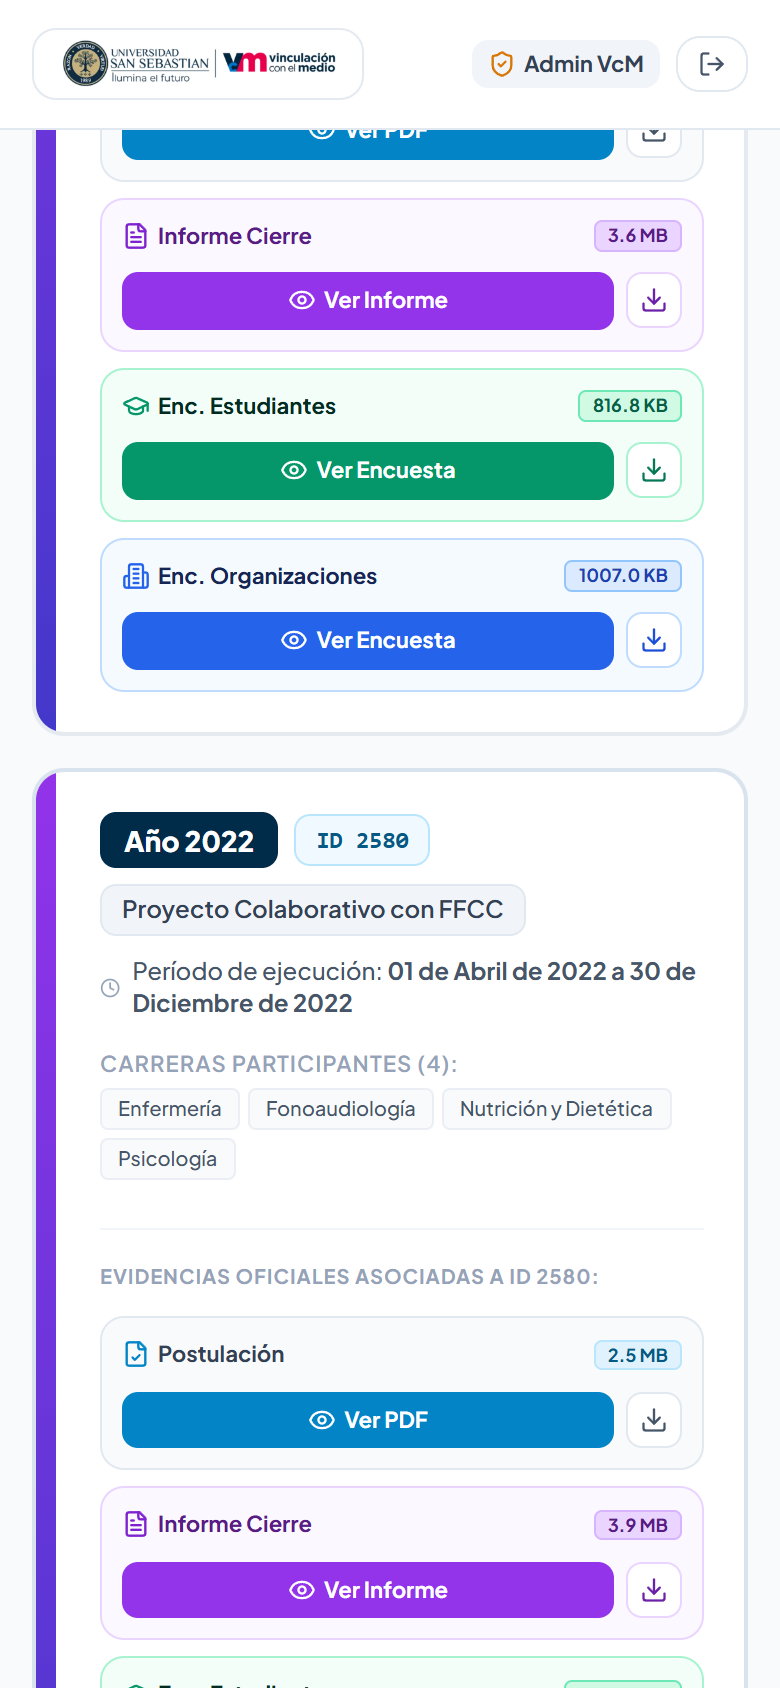 UNIVERSIDAD
SAN SEBASTIAN
Ilumina el futuro
vm vinculación
con el medio
Admin VcM
Ver PDF
Informe Cierre
3.6 MB
Ver Informe
Enc. Estudiantes
816.8 KB
Ver Encuesta
Enc. Organizaciones
1007.0 KB
Ver Encuesta
Año 2022
ID 2580
Proyecto Colaborativo con FFCC
Período de ejecución: 01 de Abril de 2022 a 30 de
Diciembre de 2022
CARRERAS PARTICIPANTES (4):
Enfermería
Fonoaudiología
Nutrición y Dietética
Psicología
EVIDENCIAS OFICIALES ASOCIADAS A ID 2580:
Postulación
2.5 MB
Ver PDF
Informe Cierre
3.9 MB
Ver Informe